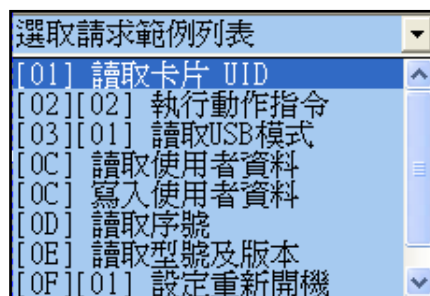 選取請求範例列表
[01] 讀取卡片 UID
[02][02] 執行動作指令
[03][01] 讀取USB模式
[0C] 讀取使用者資料
[0C] 寫入使用者資料
[0D] 讀取序號
[0E] 讀取型號及版本
[0F][01] 設定重新開機